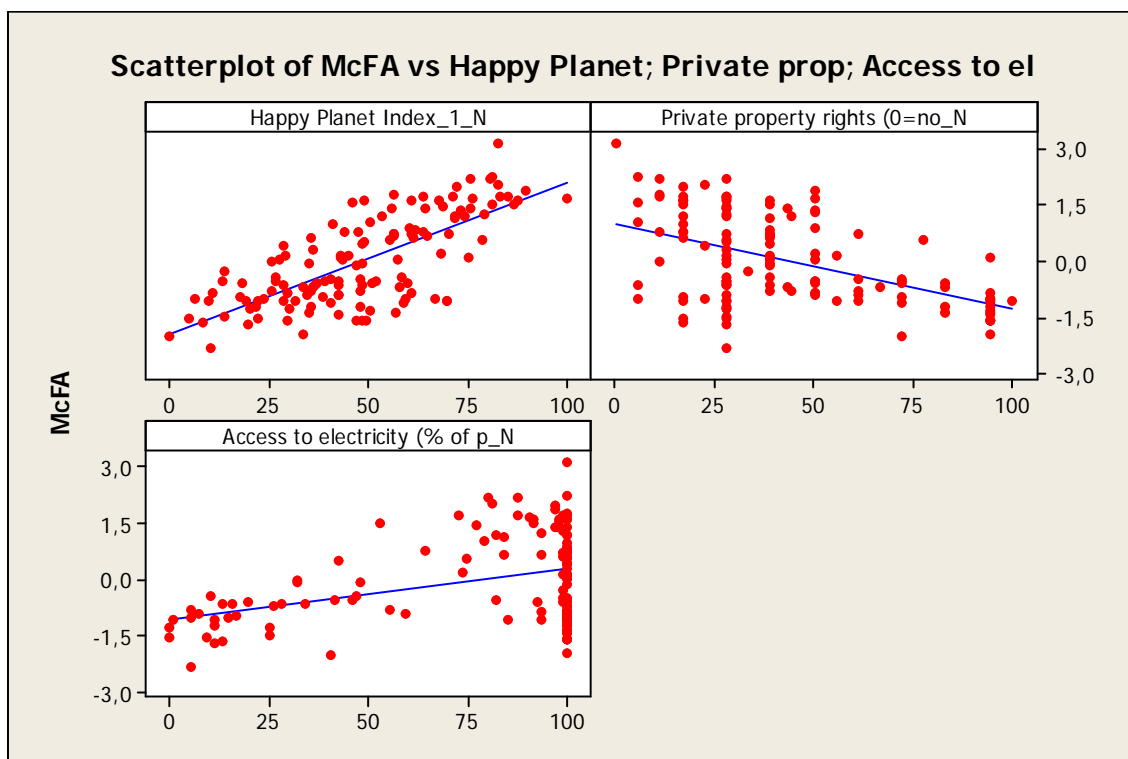 Scatterplot of McFA vs Happy Planet; Private prop; Access to el
Happy Planet Index_1_N
Private property rights (0=no_N
3,0
1,5
0,0
-1,5
-3,0
0 25 50 75 100
0 25 50 75 100
McFA
Access to electricity (% of p_N
3,0
1,5
0,0
-1,5
-3,0
0 25 50 75 100